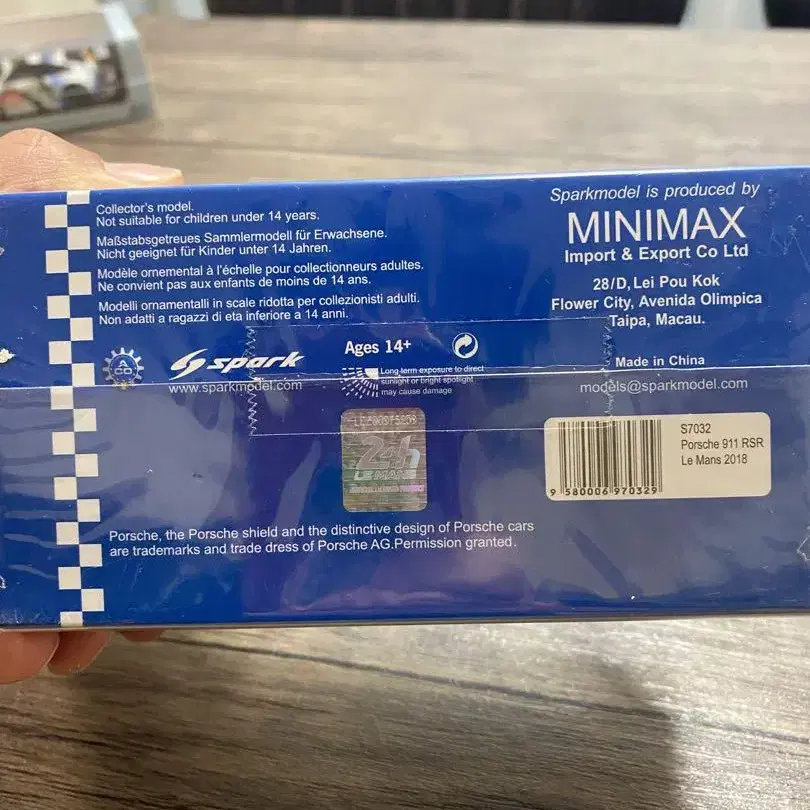 Collector's model.
Not suitable for children under 14 years.
Maßstabsgetreues Sammlermodell für Erwachsene.
Nicht geeignet für Kinder unter 14 Jahren.
Modèle ornemental à l'échelle pour collectionneurs adultes.
Ne convient pas aux enfants de moins de 14 ans.
Modelli ornamentalli in scale ridotta per collezionisti adulti.
Non adatti a ragazzi di eta inferiore a 14 anni.
Sparkmodel is produced by
MINIMAX
Import & Export Co Ltd
28/D, Lei Pou Kok
Flower City, Avenida Olimpica
Taipa, Macau.
Made in China
models@sparkmodel.com
ACO
spark
www.sparkmodel.com
Ages 14+
Long term exposure to direct
sunlight or bright spotlight
may cause damage
24h
LE MANS
S7032
Porsche 911 RSR
Le Mans 2018
9 580006 970329
Porsche, the Porsche shield and the distinctive design of Porsche cars
are trademarks and trade dress of Porsche AG.Permission granted.